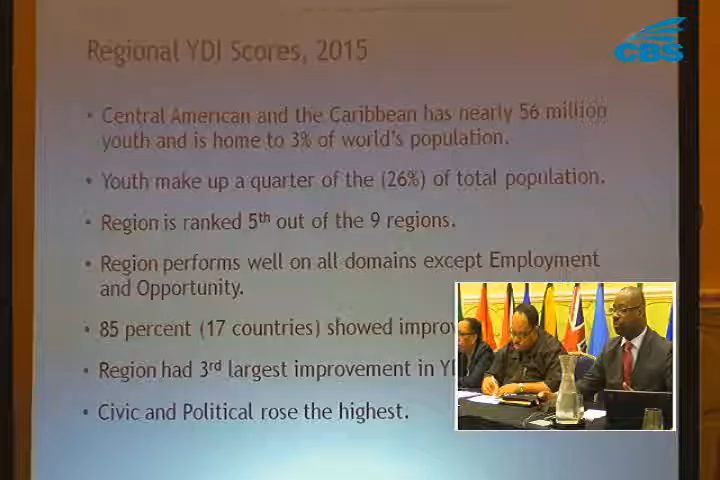 CBS
Regional YDI Scores, 2015
• Central American and the Caribbean has nearly 56 million
youth and is home to 3% of world's population.
• Youth make up a quarter of the (26%) of total population.
• Region is ranked 5th out of the 9 regions.
• Region performs well on all domains except Employment
and Opportunity.
• 85 percent (17 countries) showed
• Region had 3rd largest improvement in
• Civic and Political rose the highest.